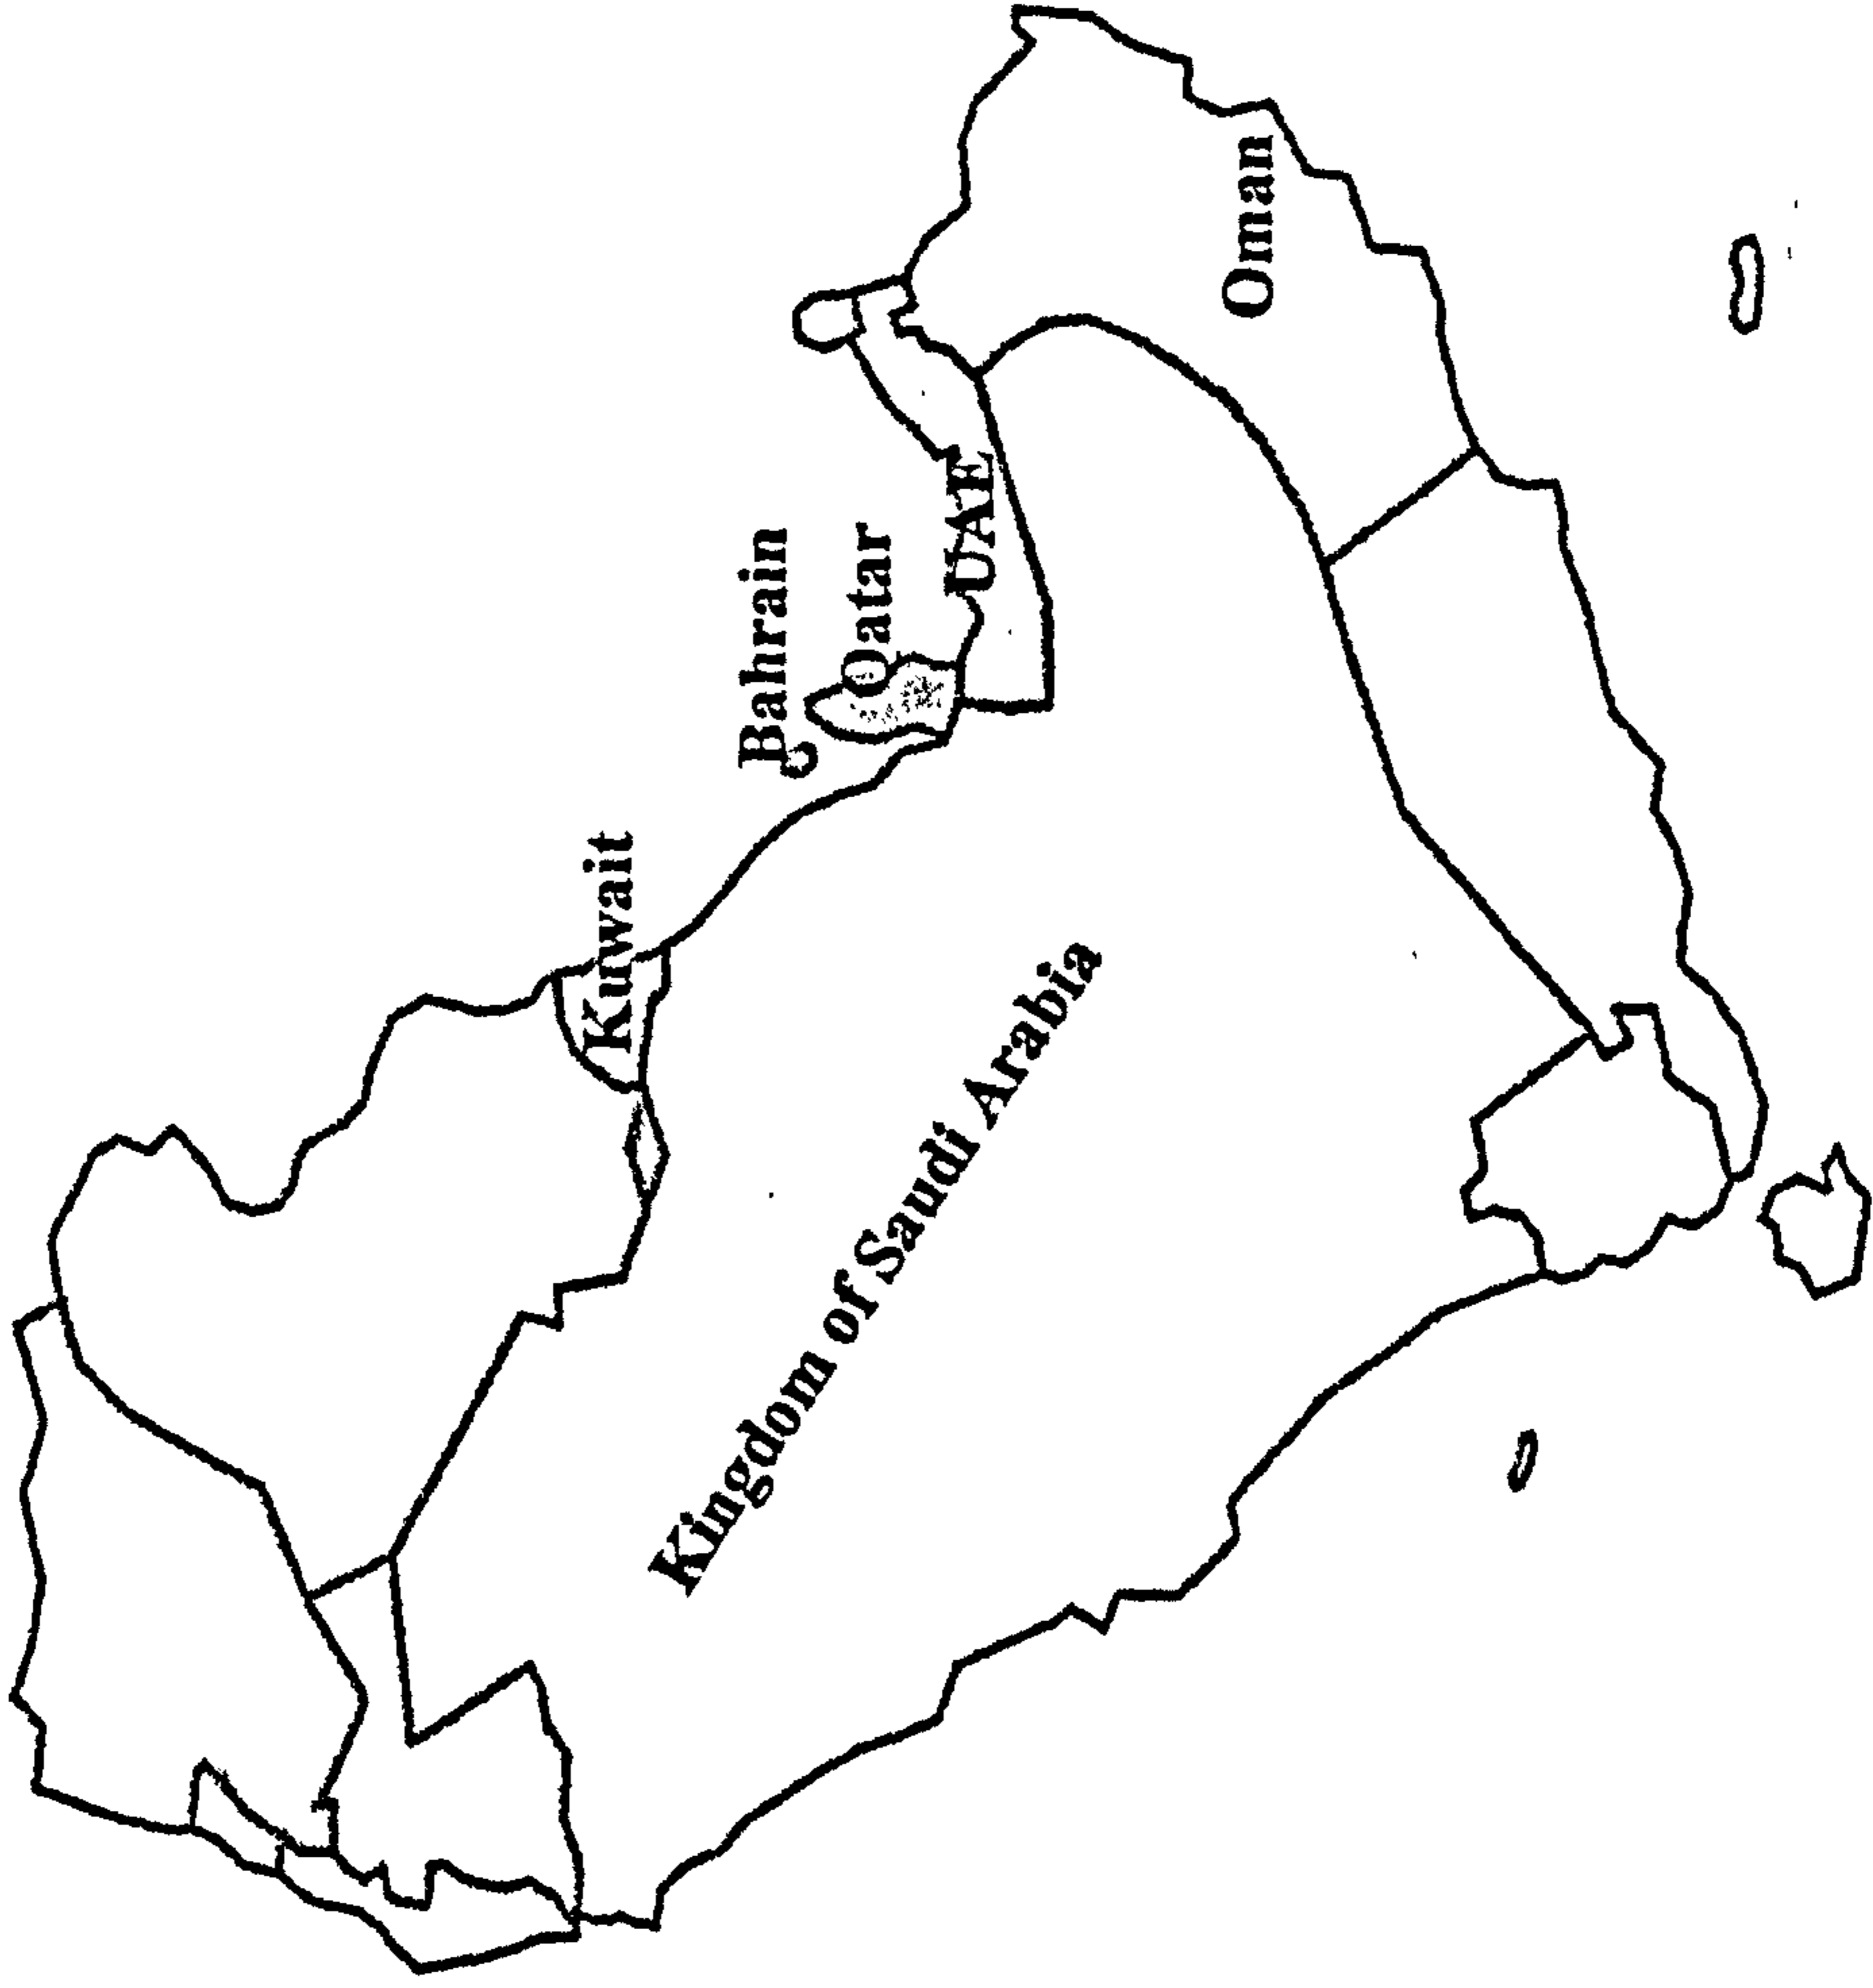 Kuwait
Bahrain
Qatar
UAE
Oman
Kingdom of Saudi Arabia